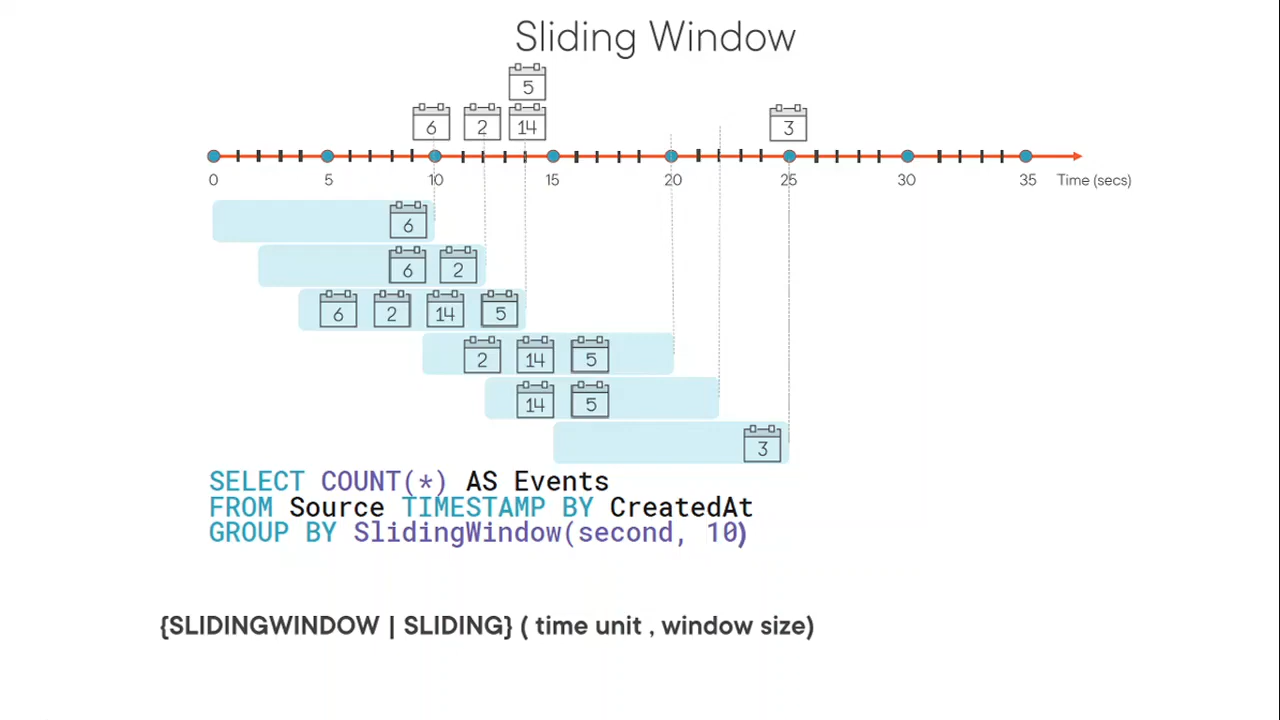 Sliding Window
5
6 2 14 3
0 5 10 15 20 25 30 35 Time (secs)
6
6 2
6 2 14 5
2 14 5
14 5
3
SELECT COUNT(*) AS Events
FROM Source TIMESTAMP BY CreatedAt
GROUP BY SlidingWindow(second, 10)
{SLIDINGWINDOW | SLIDING} ( time unit , window size)